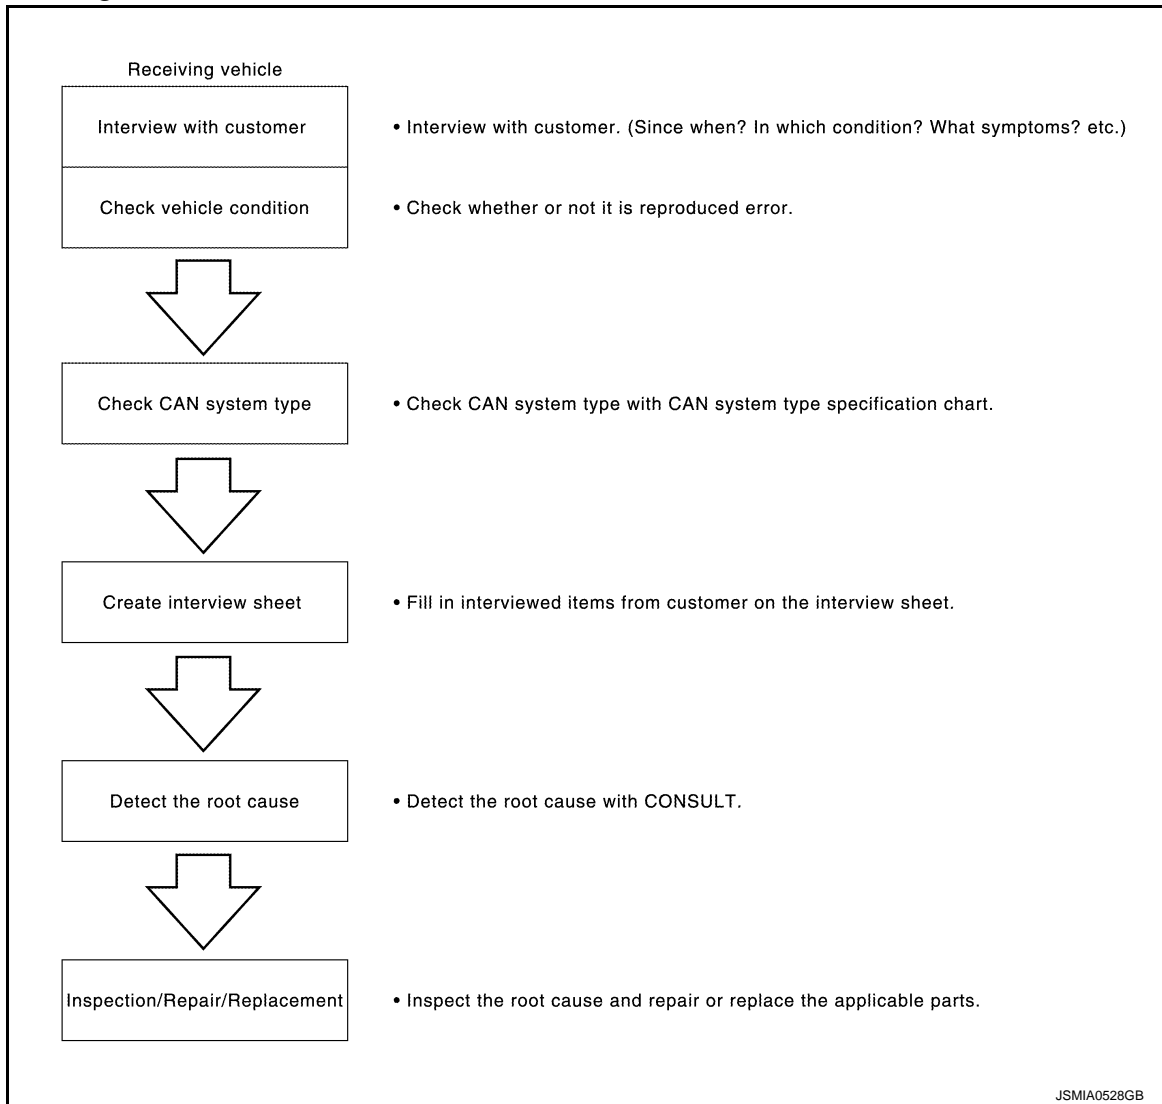 Receiving vehicle
Interview with customer
• Interview with customer. (Since when? In which condition? What symptoms? etc.)
Check vehicle condition
• Check whether or not it is reproduced error.
Check CAN system type
• Check CAN system type with CAN system type specification chart.
Create interview sheet
• Fill in interviewed items from customer on the interview sheet.
Detect the root cause
• Detect the root cause with CONSULT.
Inspection/Repair/Replacement
• Inspect the root cause and repair or replace the applicable parts.
JSMIA0528GB